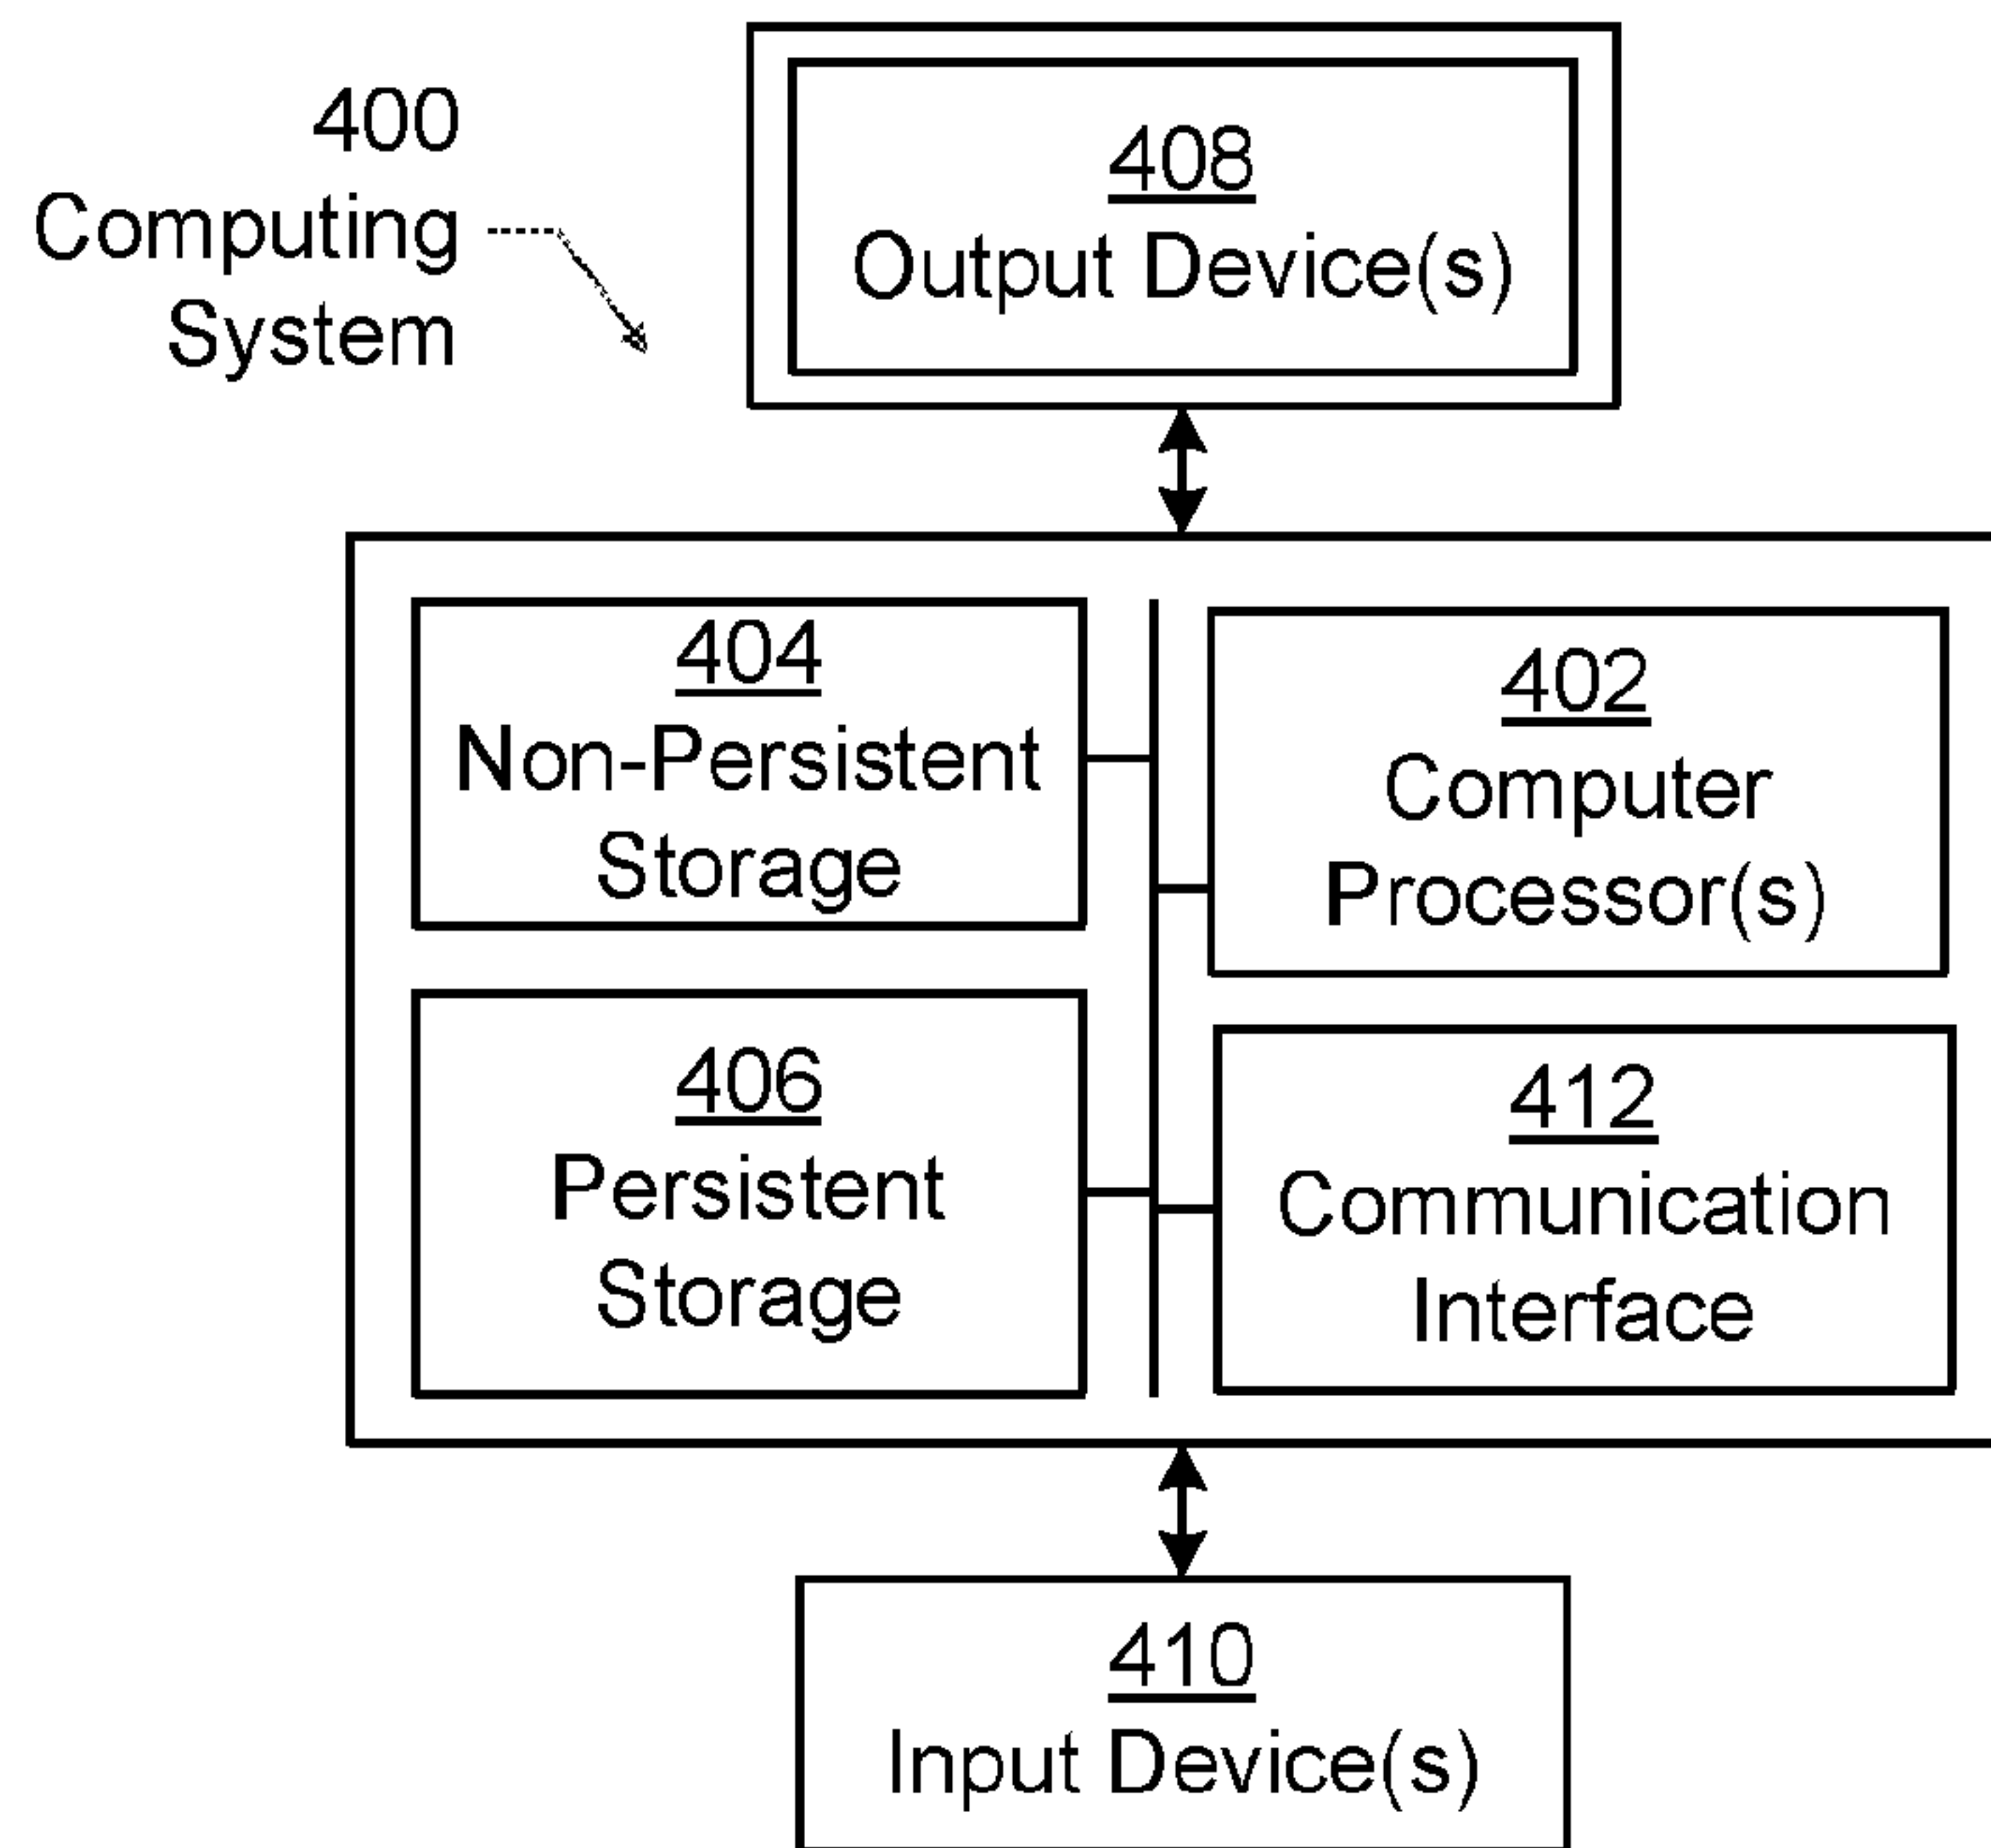 400
Computing
System
408
Output Device(s)
404
Non-Persistent
Storage
402
Computer
Processor(s)
406
Persistent
Storage
412
Communication
Interface
410
Input Device(s)